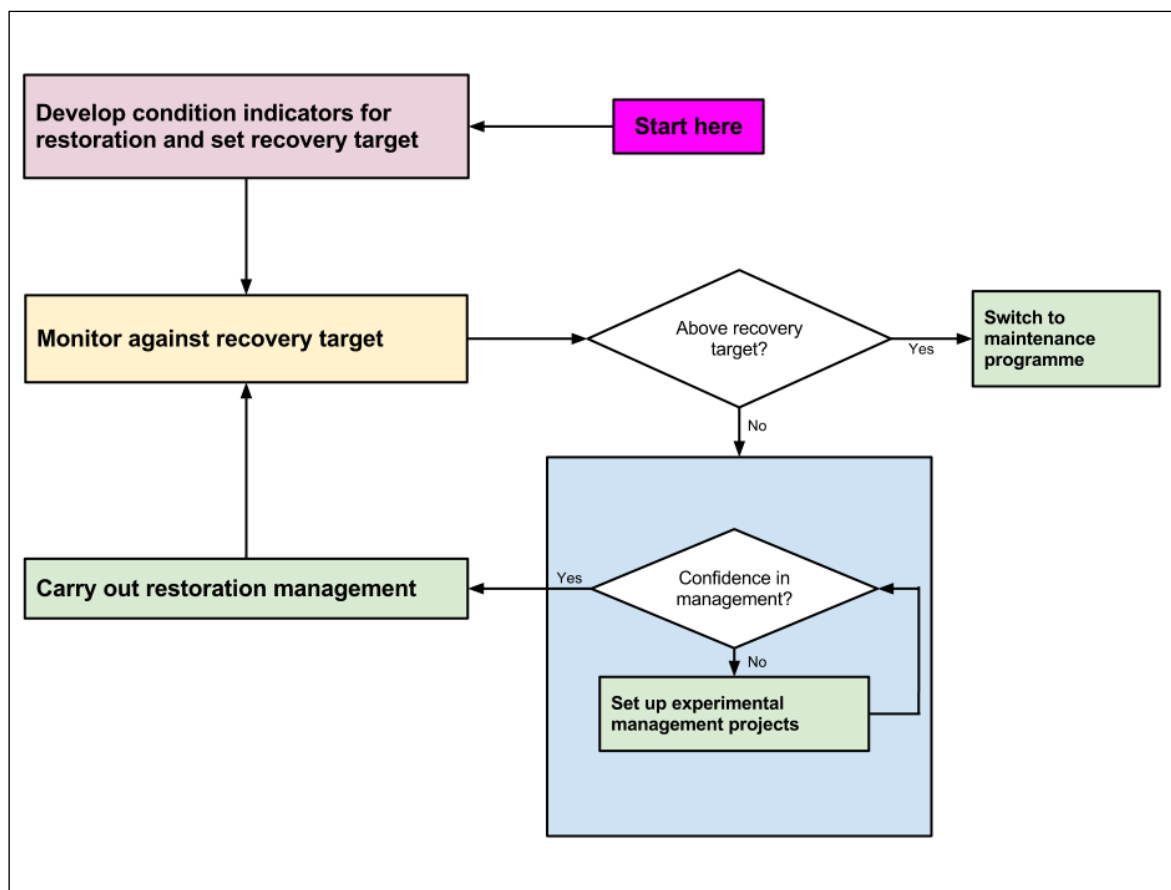 Develop condition indicators for
restoration and set recovery target
Start here
Monitor against recovery target
Above recovery
target?
Yes
Switch to
maintenance
programme
No
Carry out restoration management
Yes
Confidence in
management?
No
Set up experimental
management projects